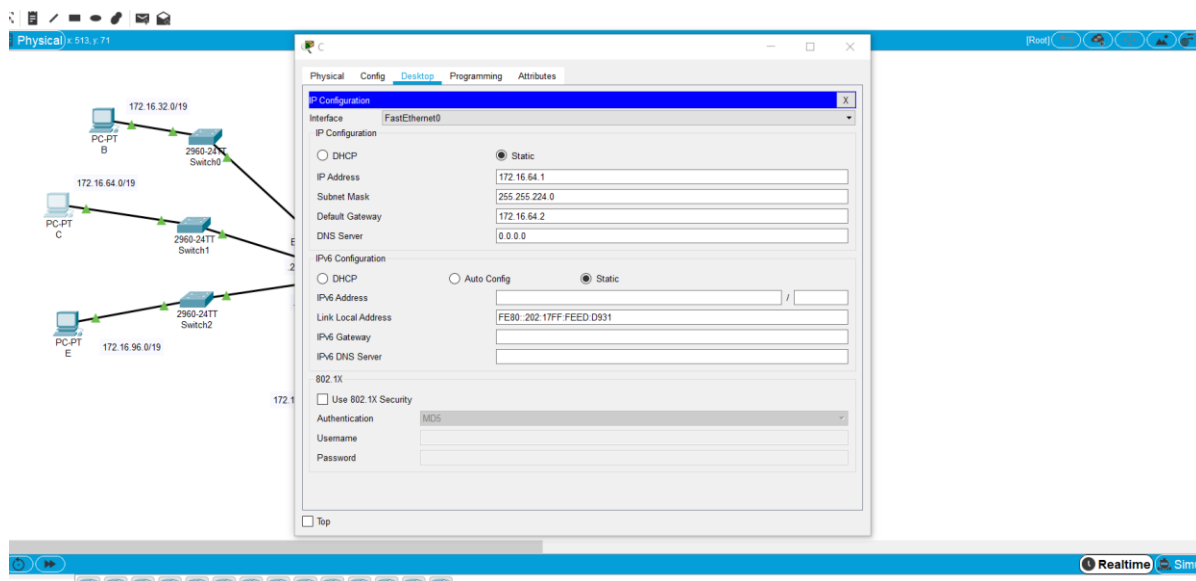 Physical x: 513, y: 71
[Root]
C
Physical Config Desktop Programming Attributes
IP Configuration X
Interface FastEthernet0
IP Configuration
DHCP Static
IP Address 172.16.64.1
Subnet Mask 255.255.224.0
Default Gateway 172.16.64.2
DNS Server 0.0.0.0
IPv6 Configuration
DHCP Auto Config Static
IPv6 Address /
Link Local Address FE80::202:17FF:FEED:D931
IPv6 Gateway
IPv6 DNS Server
802.1X
Use 802.1X Security
Authentication MD5
Username
Password
Top
172.16.32.0/19
PC-PT
B
2960-24TT
Switch0
172.16.64.0/19
PC-PT
C
2960-24TT
Switch1
E
.2
2960-24TT
Switch2
PC-PT
E
172.16.96.0/19
172.1
Realtime Sim